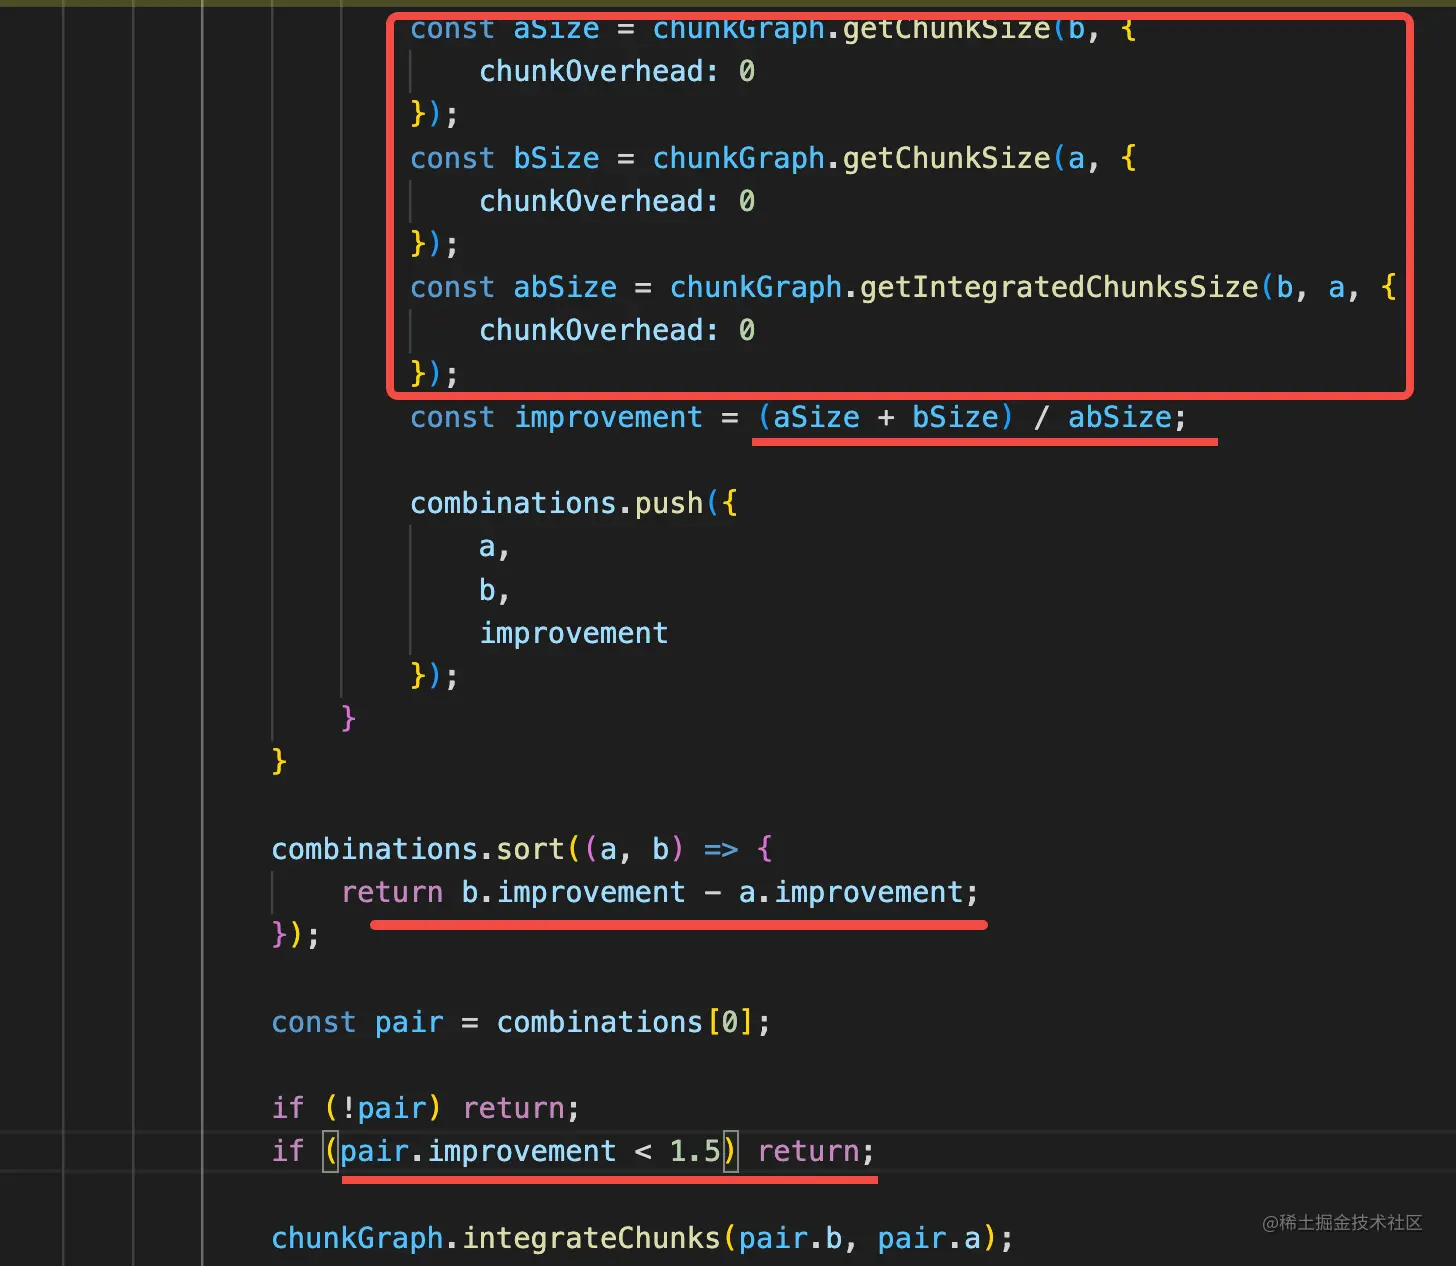 const aSize = chunkGraph.getChunkSize(b, {
    chunkOverhead: 0
});
const bSize = chunkGraph.getChunkSize(a, {
    chunkOverhead: 0
});
const abSize = chunkGraph.getIntegratedChunksSize(b, a, {
    chunkOverhead: 0
});
const improvement = (aSize + bSize) / abSize;
combinations.push({
    a,
    b,
    improvement
});
}
}
combinations.sort((a, b) => {
    return b.improvement - a.improvement;
});
const pair = combinations[0];
if (!pair) return;
if (pair.improvement < 1.5) return;
chunkGraph.integrateChunks(pair.b, pair.a);
@稀土掘金技术社区